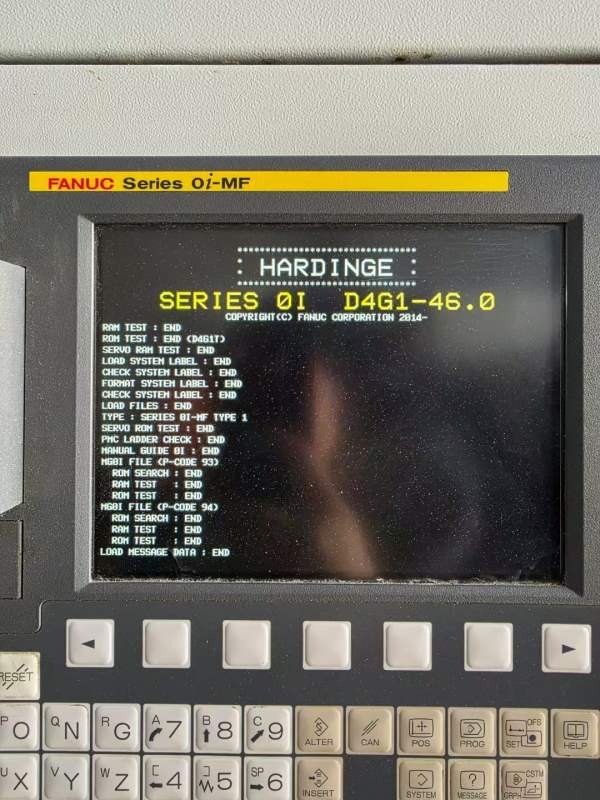 FANUC Series 0i-MF
HARDINGE
SERIES 0I D4G1-46.0
COPYRIGHT(C) FANUC CORPORATION 2014-
RAM TEST : END
ROM TEST : END (D4G1T)
SERVO RAM TEST : END
LOAD SYSTEM LABEL : END
CHECK SYSTEM LABEL : END
FORMAT SYSTEM LABEL : END
CHECK SYSTEM LABEL : END
LOAD FILES : END
TYPE : SERIES 0I-MF TYPE 1
SERVO ROM TEST : END
PMC LADDER CHECK : END
MANUAL GUIDE 0I : END
MG0I FILE (P-CODE 93)
ROM SEARCH : END
RAM TEST : END
ROM TEST : END
MG0I FILE (P-CODE 94)
ROM SEARCH : END
RAM TEST : END
ROM TEST : END
LOAD MESSAGE DATA : END
RESET
P O Q N R G A 7 B 8 C 9 ALTER CAN POS PROG OFS SET HELP
U X V Y W Z [ 4 ] 5 SP 6 INSERT SYSTEM MESSAGE CSTM GRPH